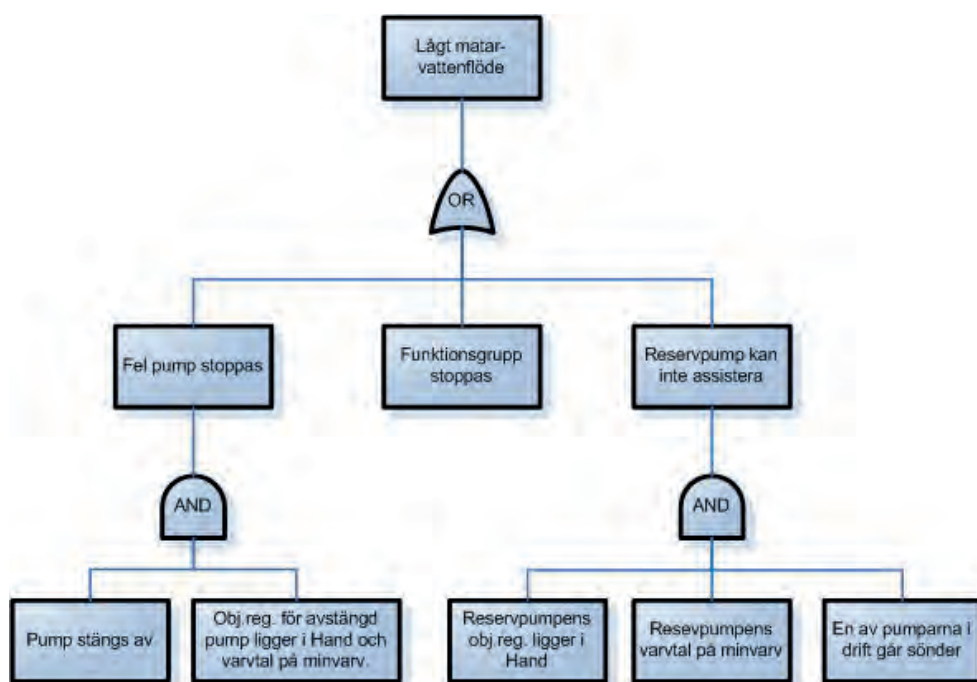 Lågt matar-
vattenflöde
OR
Fel pump stoppas
Funktionsgrupp
stoppas
Reservpump kan
inte assistera
AND
AND
Pump stängs av
Obj.reg. för avstängd
pump ligger i Hand och
varvtal på minvarv.
Reservpumpens
obj.reg. ligger i
Hand
Resevpumpens
varvtal på minvarv
En av pumparna i
drift går sönder